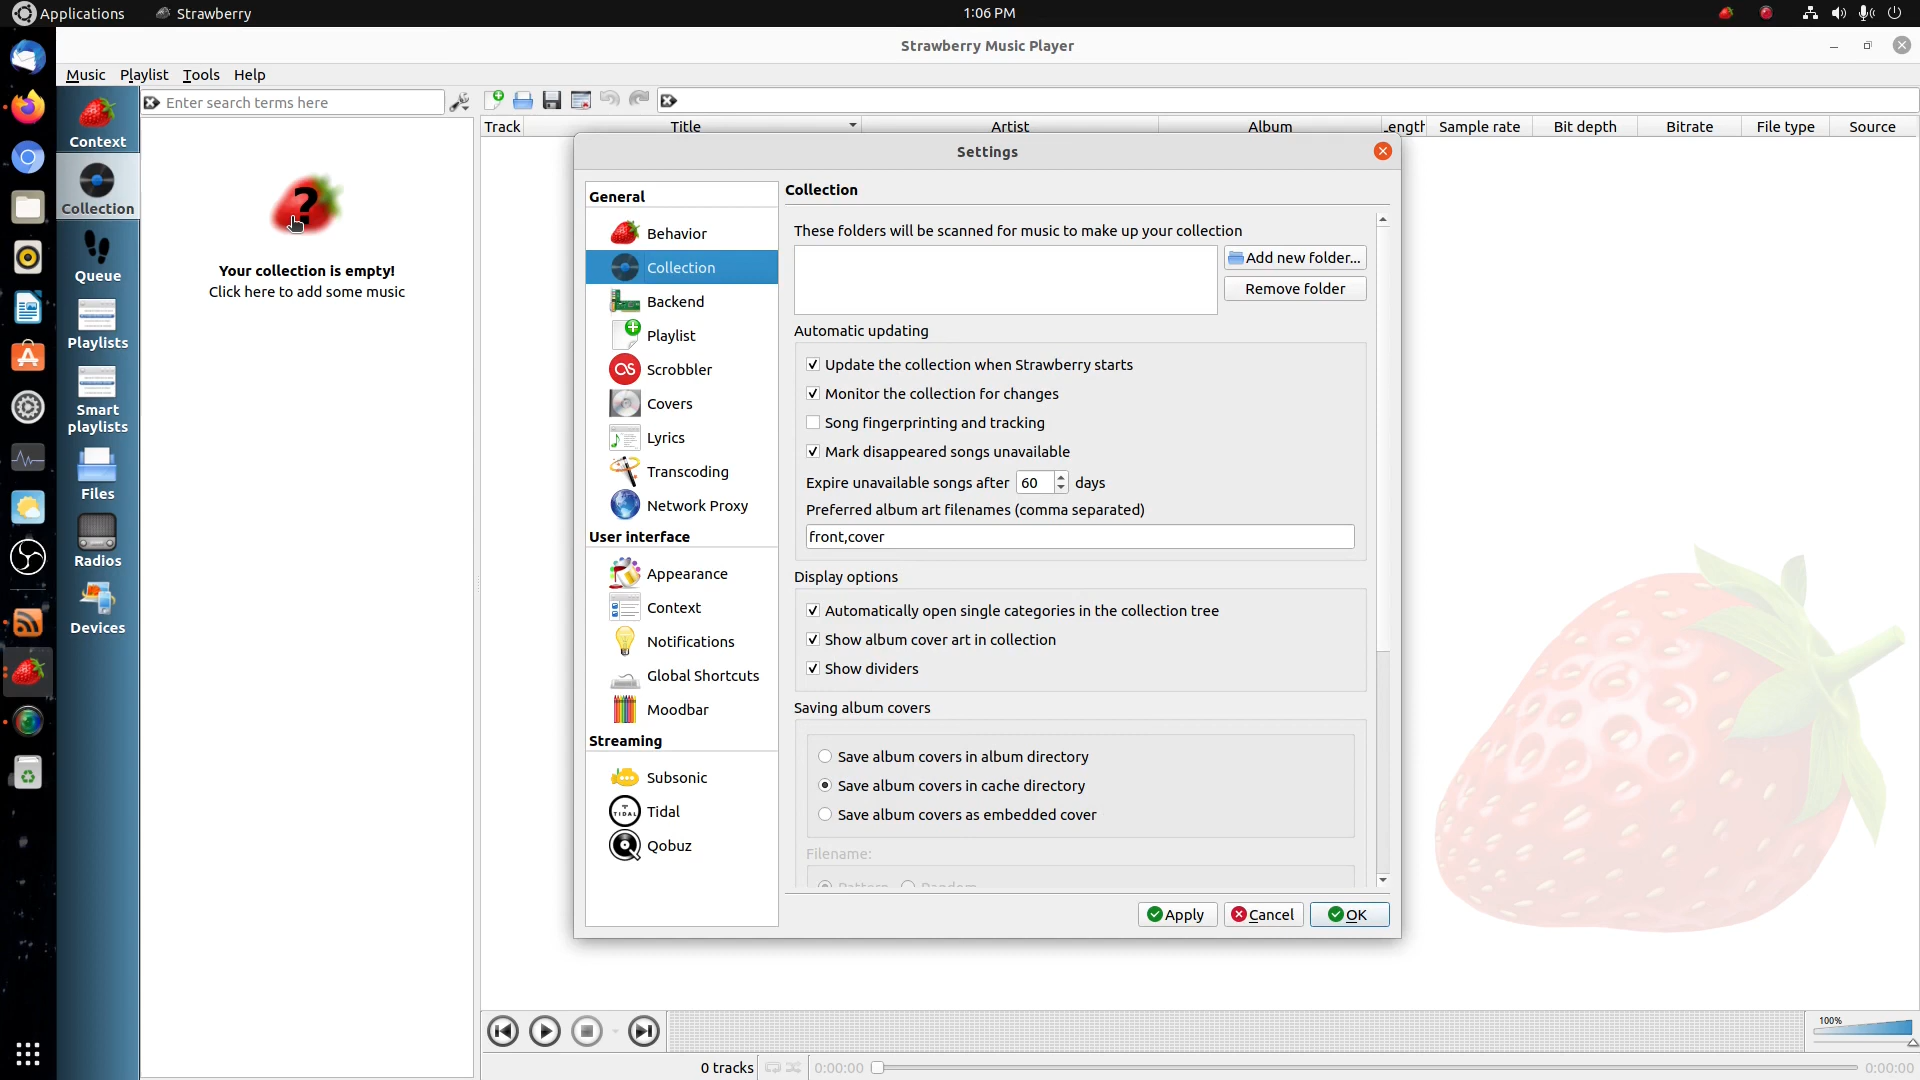 Applications
Strawberry
1:06 PM
Strawberry Music Player
Music Playlist Tools Help
Enter search terms here
Context
Collection
Queue
Playlists
Smart
playlists
Files
Radios
Devices
Your collection is empty!
Click here to add some music
Track Title Artist Album Sample rate Bit depth Bitrate File type Source
Settings
General
Behavior
Collection
Backend
Playlist
Scrobbler
Covers
Lyrics
Transcoding
Network Proxy
User interface
Appearance
Context
Notifications
Global Shortcuts
Moodbar
Streaming
Subsonic
TIDAL
Tidal
Qobuz
Collection
These folders will be scanned for music to make up your collection
Add new folder...
Remove folder
Automatic updating
Update the collection when Strawberry starts
Monitor the collection for changes
Song fingerprinting and tracking
Mark disappeared songs unavailable
Expire unavailable songs after 60 days
Preferred album art filenames (comma separated)
front,cover
Display options
Automatically open single categories in the collection tree
Show album cover art in collection
Show dividers
Saving album covers
Save album covers in album directory
Save album covers in cache directory
Save album covers as embedded cover
Filename:
Apply Cancel OK
100%
0 tracks
0:00:00
0:00:00